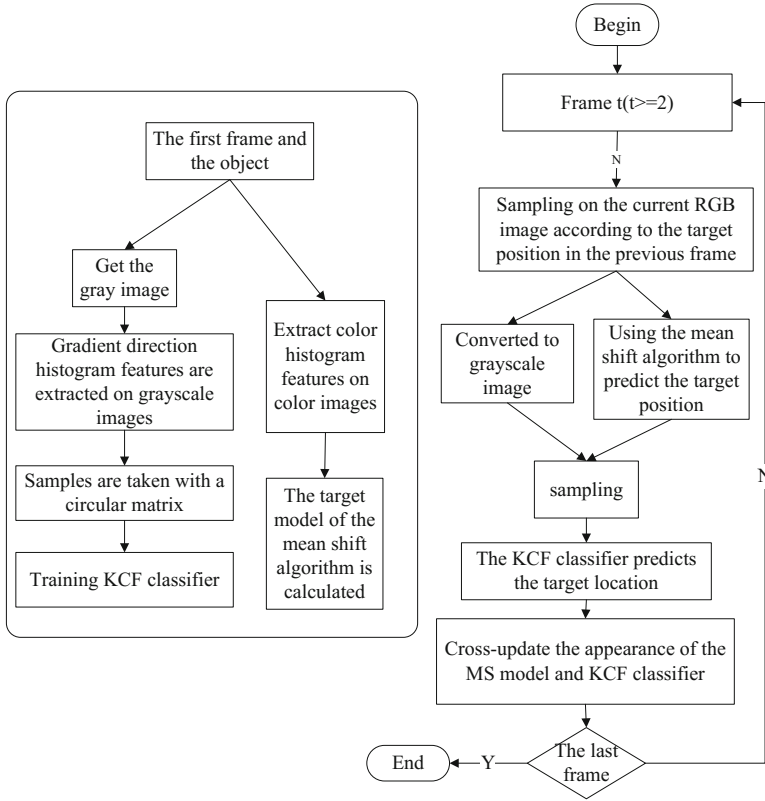 The first frame and
the object
Get the
gray image
Gradient direction
histogram features are
extracted on grayscale
images
Samples are taken with a
circular matrix
Training KCF classifier
Extract color
histogram
features on
color images
The target
model of the
mean shift
algorithm is
calculated
Begin
Frame t(t>=2)
N
Sampling on the current RGB
image according to the target
position in the previous frame
Converted to
grayscale
image
Using the mean
shift algorithm to
predict the target
position
sampling
The KCF classifier predicts
the target location
Cross-update the appearance of the
MS model and KCF classifier
The last
frame
Y
End
N